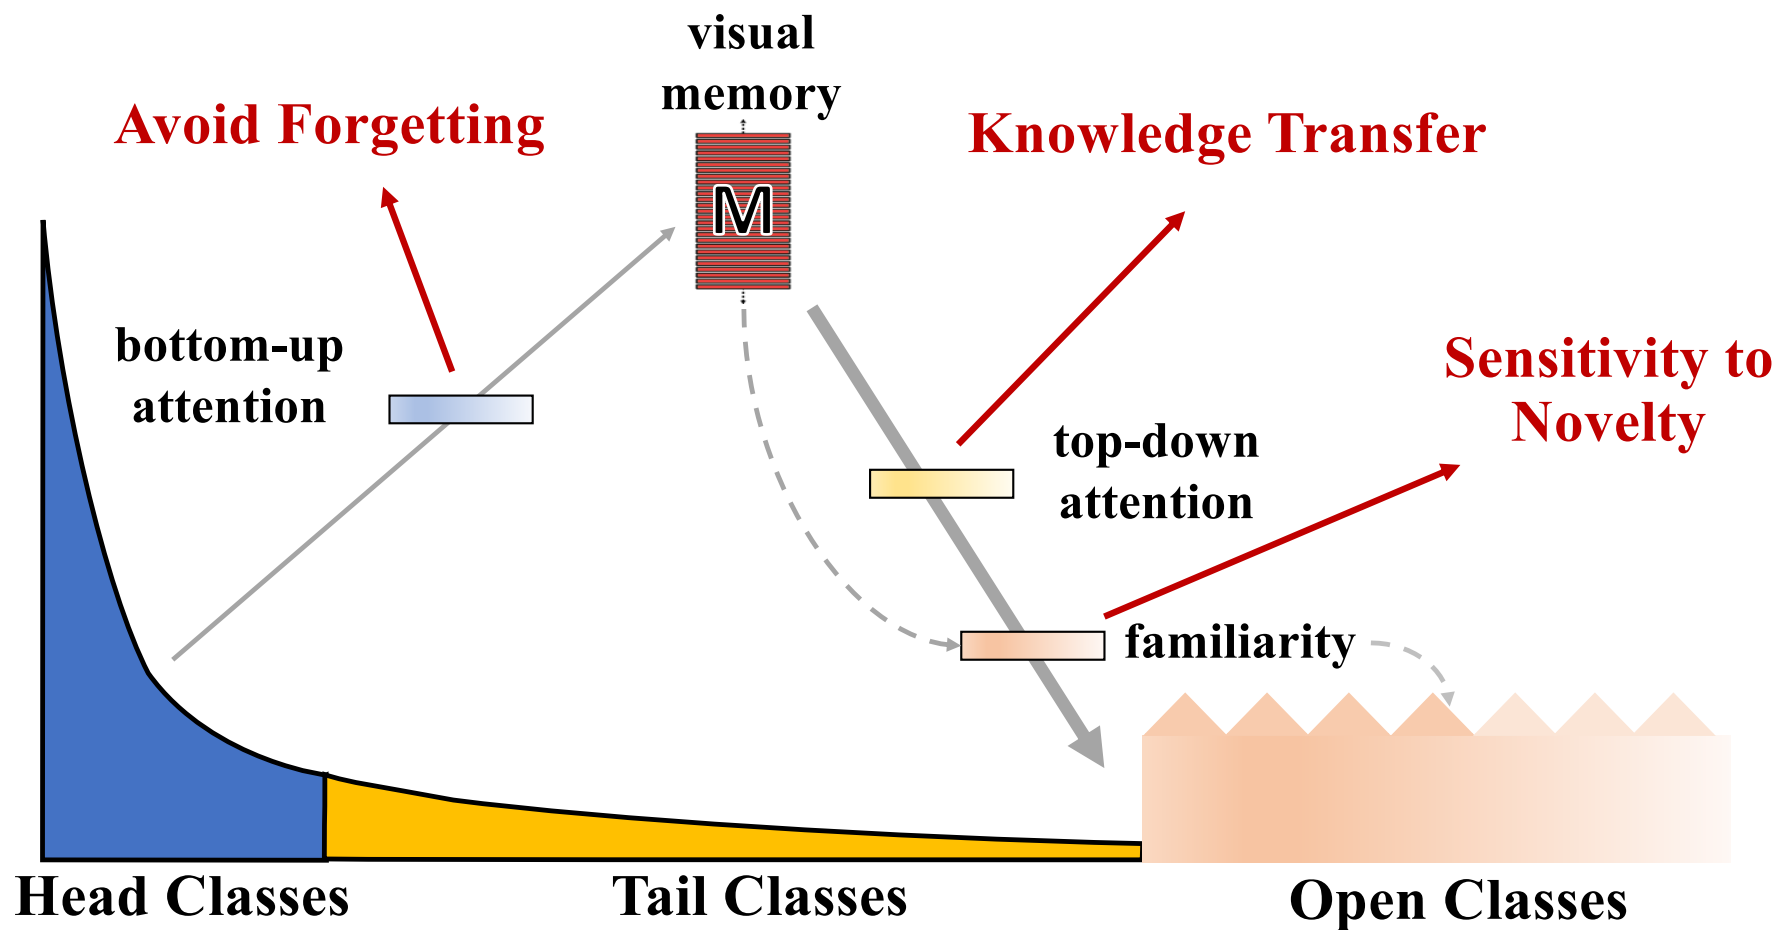 visual
memory
Avoid Forgetting
Knowledge Transfer
M
bottom-up
attention
Sensitivity to
Novelty
top-down
attention
familiarity
Head Classes
Tail Classes
Open Classes